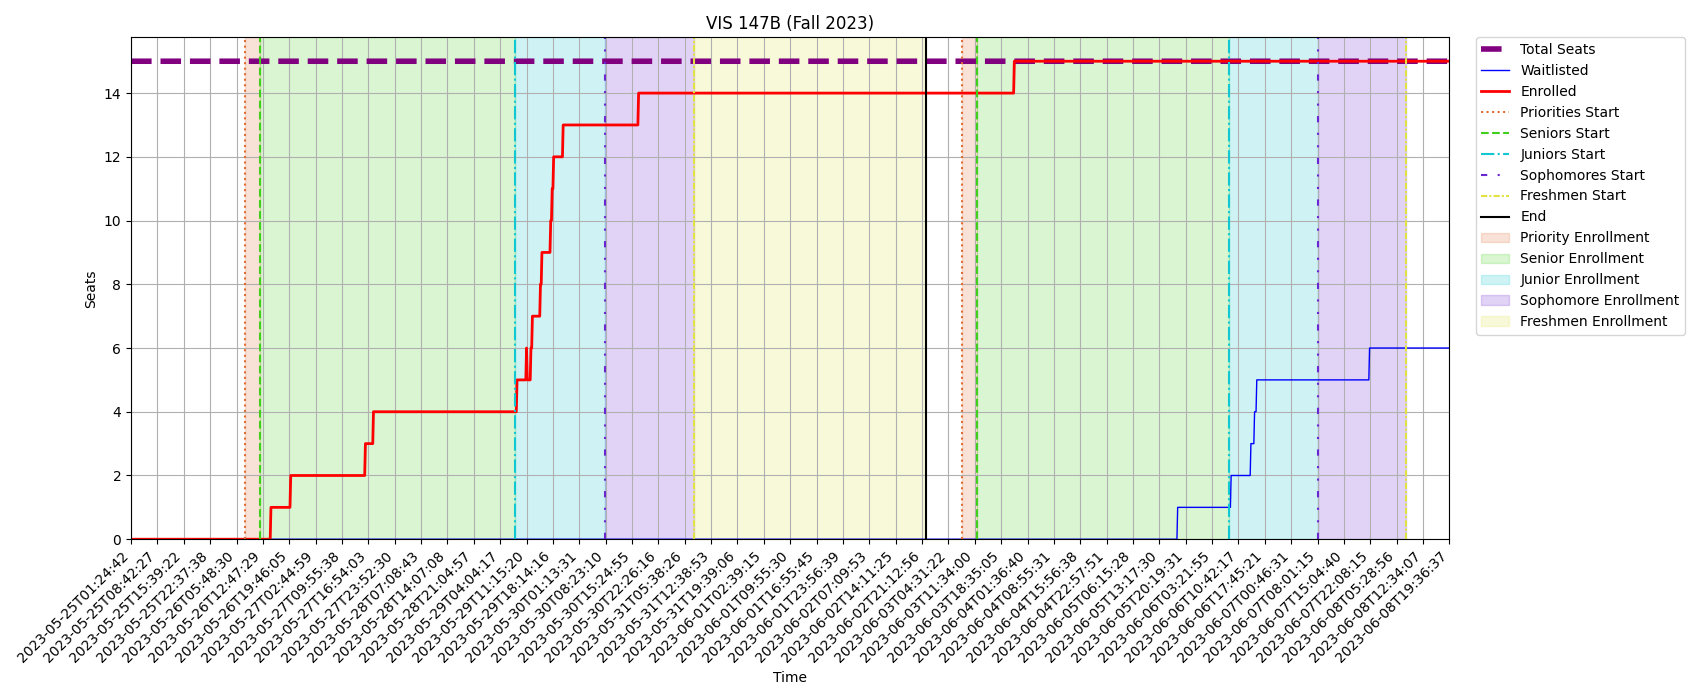 VIS 147B (Fall 2023)
Seats
14
12
10
8
6
4
2
0
2023-05-25T01:24:42
2023-05-25T08:42:27
2023-05-25T15:39:22
2023-05-25T22:37:38
2023-05-26T05:48:30
2023-05-26T12:47:29
2023-05-26T19:46:05
2023-05-27T02:44:59
2023-05-27T09:55:38
2023-05-27T16:54:03
2023-05-27T23:52:30
2023-05-28T07:08:43
2023-05-28T14:07:08
2023-05-28T21:04:57
2023-05-29T04:04:17
2023-05-29T11:15:20
2023-05-29T18:14:16
2023-05-30T01:13:31
2023-05-30T08:23:10
2023-05-30T15:24:55
2023-05-30T22:26:16
2023-05-31T05:38:26
2023-05-31T12:38:53
2023-05-31T19:39:06
2023-06-01T02:39:15
2023-06-01T09:55:30
2023-06-01T16:55:45
2023-06-01T23:56:39
2023-06-02T07:09:53
2023-06-02T14:11:25
2023-06-02T21:12:56
2023-06-03T04:31:22
2023-06-03T11:34:00
2023-06-03T18:35:05
2023-06-04T01:36:40
2023-06-04T08:55:31
2023-06-04T15:56:38
2023-06-04T22:57:51
2023-06-05T06:15:28
2023-06-05T13:17:30
2023-06-05T20:19:31
2023-06-06T03:21:55
2023-06-06T10:42:17
2023-06-06T17:45:21
2023-06-07T00:46:31
2023-06-07T08:01:15
2023-06-07T15:04:40
2023-06-07T22:08:15
2023-06-08T05:28:56
2023-06-08T12:34:07
2023-06-08T19:36:37
Time
Total Seats
Waitlisted
Enrolled
Priorities Start
Seniors Start
Juniors Start
Sophomores Start
Freshmen Start
End
Priority Enrollment
Senior Enrollment
Junior Enrollment
Sophomore Enrollment
Freshmen Enrollment